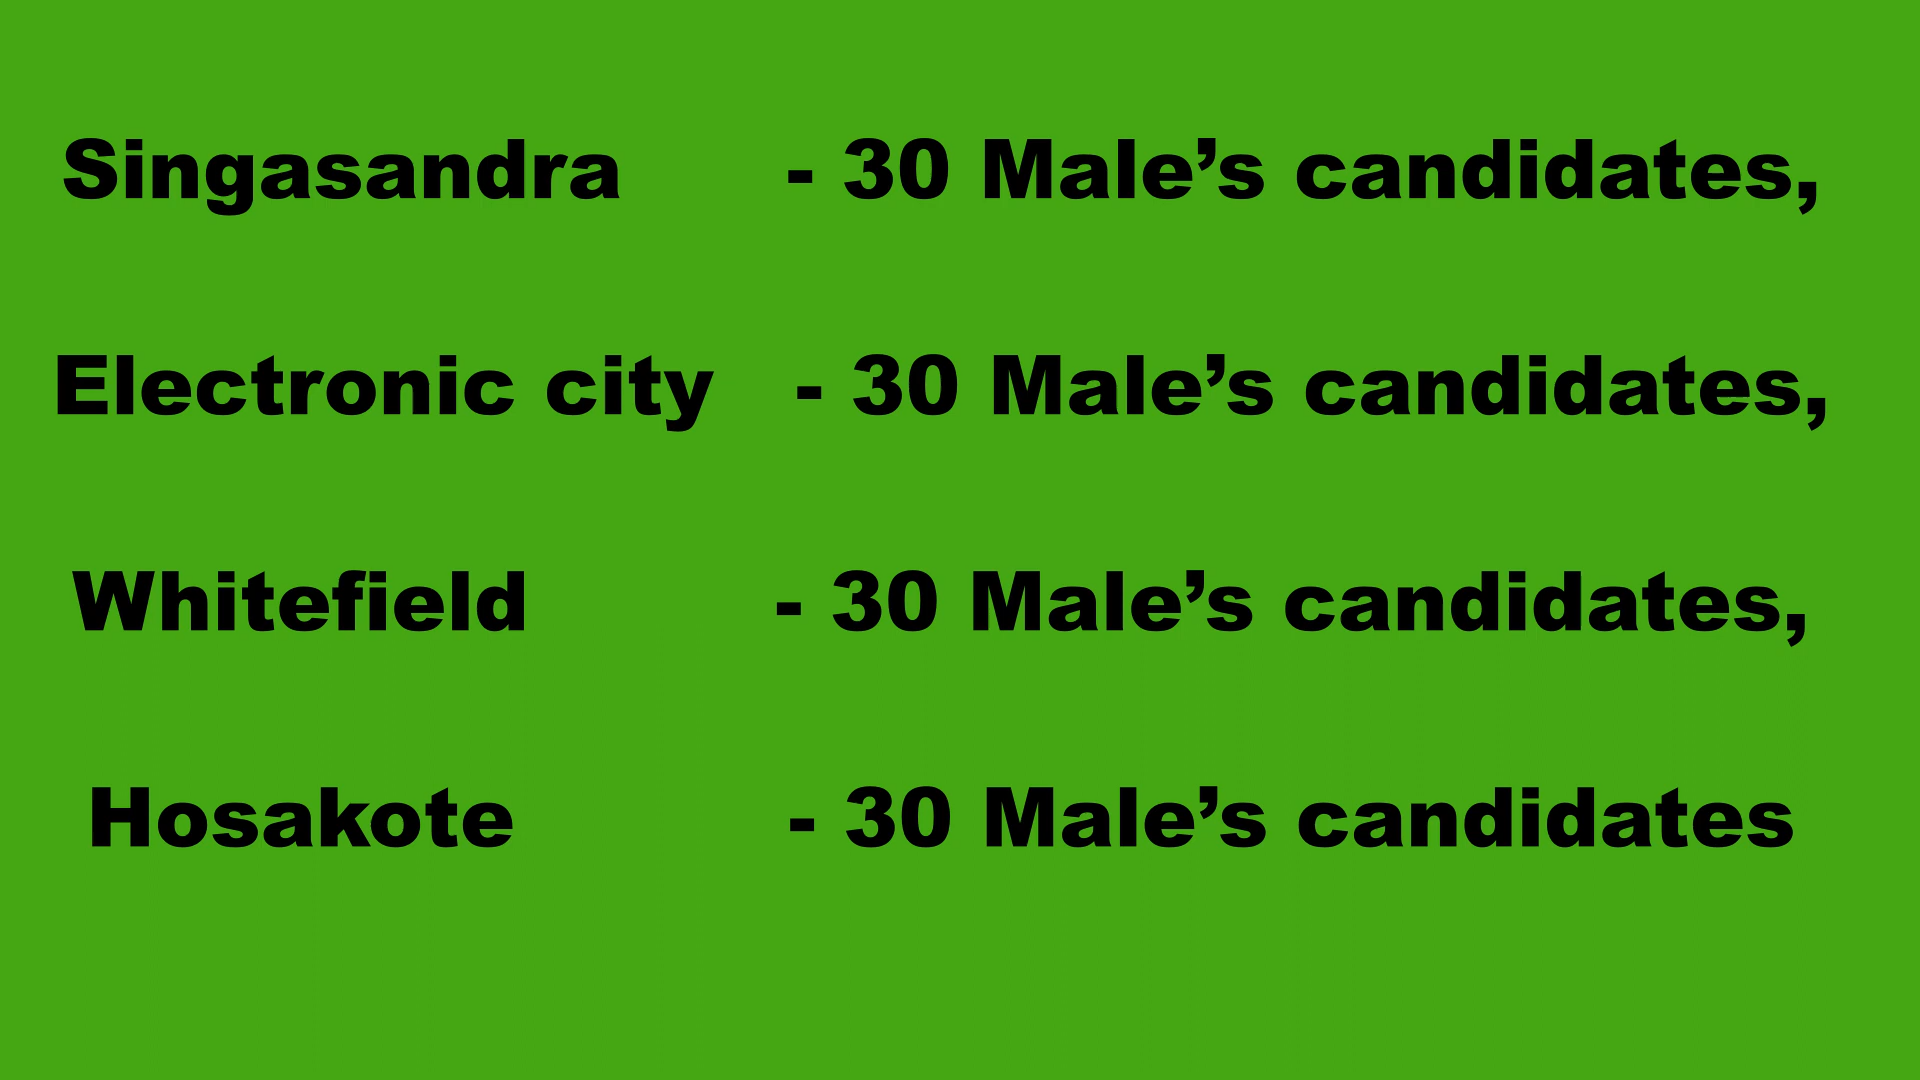 Singasandra - 30 Male’s candidates,
Electronic city - 30 Male’s candidates,
Whitefield - 30 Male’s candidates,
Hosakote - 30 Male’s candidates